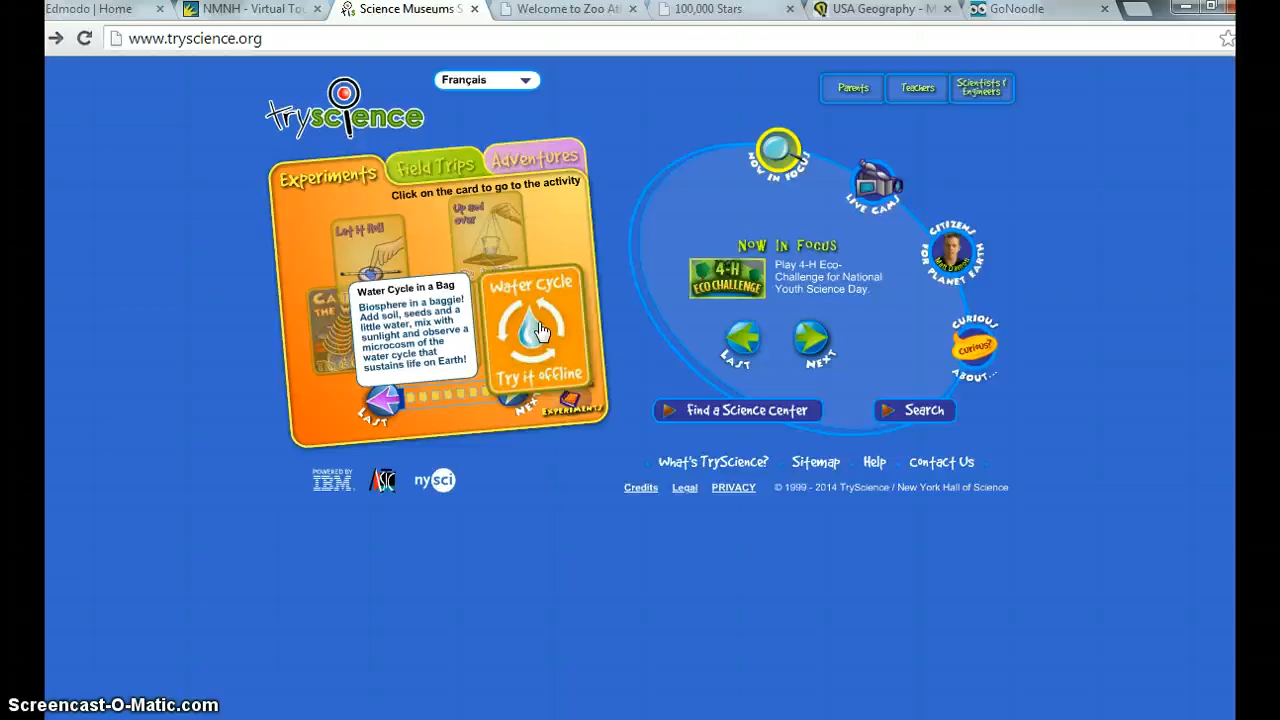 Edmodo | Home
NMNH - Virtual Tou
Science Museums S
Welcome to Zoo Atl
100,000 Stars
USA Geography - M
GoNoodle
www.tryscience.org
tryscience
Français
Parents
Teachers
Scientists &
Engineers
Experiments
Field Trips
Adventures
Click on the card to go to the activity
Let it Roll
Up and
over
Water Cycle in a Bag
Biosphere in a baggie!
Add soil, seeds and a
little water, mix with
sunlight and observe a
microcosm of the
water cycle that
sustains life on Earth!
Water Cycle
Try it offline
LAST
NEXT
EXPERIMENTS
NOW IN FOCUS
LIVE CAMS
CITIZENS
Matt Damon
FOR PLANET EARTH
CURIOUS
Curious?
ABOUT...
Now In Focus
4-H
ECO CHALLENGE
Play 4-H Eco-
Challenge for National
Youth Science Day.
LAST
NEXT
Find a Science Center
Search
What's TryScience?
Sitemap
Help
Contact Us
POWERED BY
IBM
ASTC
nysci
Credits
Legal
PRIVACY
© 1999 - 2014 TryScience / New York Hall of Science
Screencast-O-Matic.com